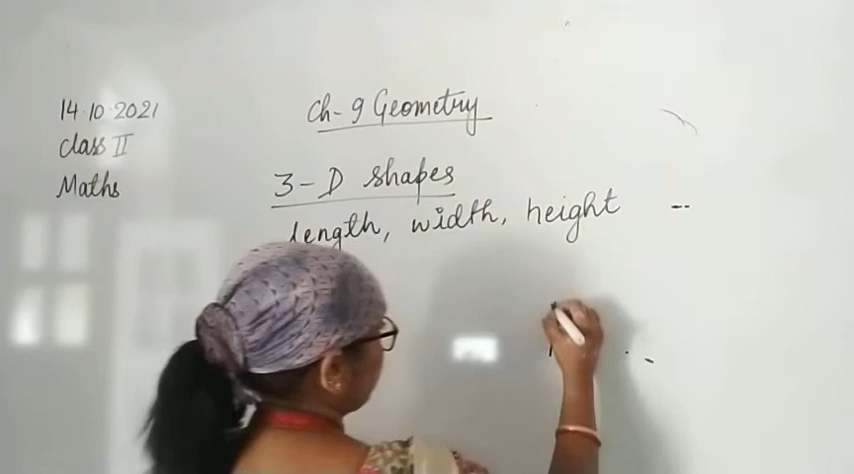 14.10.2021
class II
Maths
Ch-9 Geometry
3-D shapes
length, width, height